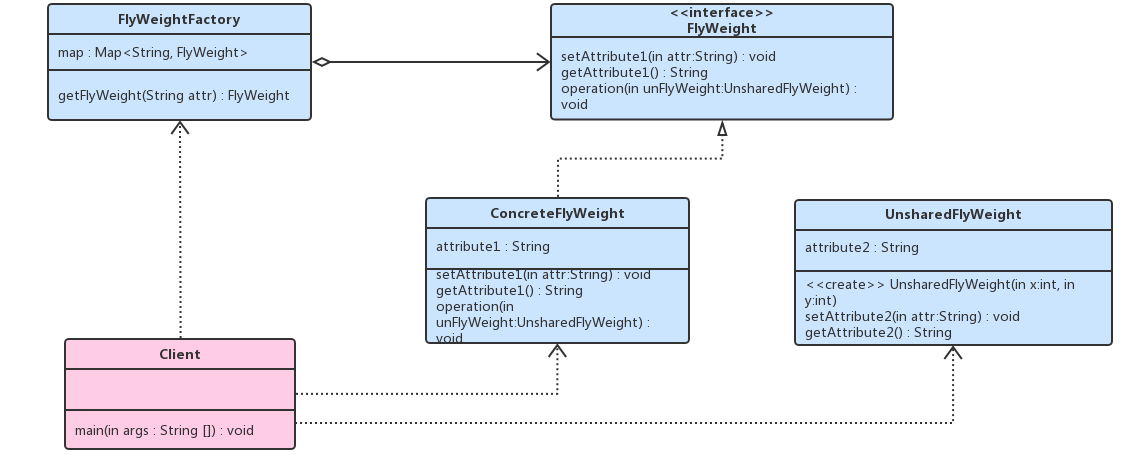 FlyWeightFactory
map : Map<String, FlyWeight>
getFlyWeight(String attr) : FlyWeight
<<interface>>
FlyWeight
setAttribute1(in attr:String) : void
getAttribute1() : String
operation(in unFlyWeight:UnsharedFlyWeight) :
void
ConcreteFlyWeight
attribute1 : String
setAttribute1(in attr:String) : void
getAttribute1() : String
operation(in
unFlyWeight:UnsharedFlyWeight) :
void
UnsharedFlyWeight
attribute2 : String
<<create>> UnsharedFlyWeight(in x:int, in
y:int)
setAttribute2(in attr:String) : void
getAttribute2() : String
Client
main(in args : String []) : void